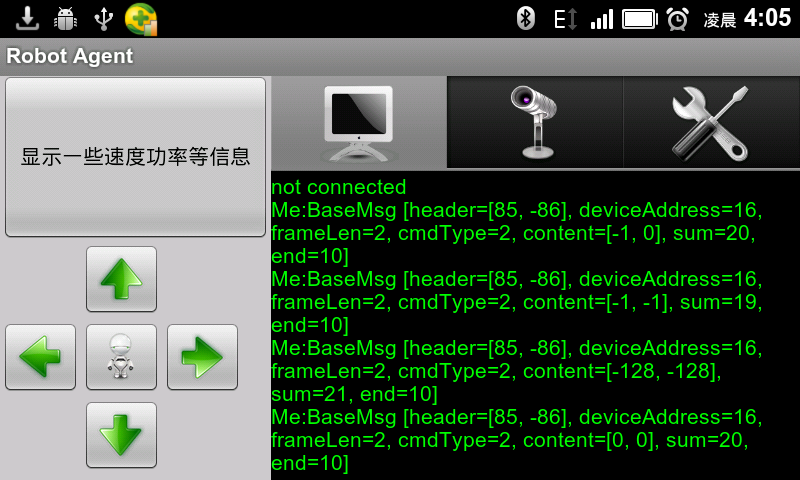 E
凌晨 4:05
Robot Agent
显示一些速度功率等信息
not connected
Me:BaseMsg [header=[85, -86], deviceAddress=16,
frameLen=2, cmdType=2, content=[-1, 0], sum=20,
end=10]
Me:BaseMsg [header=[85, -86], deviceAddress=16,
frameLen=2, cmdType=2, content=[-1, -1], sum=19,
end=10]
Me:BaseMsg [header=[85, -86], deviceAddress=16,
frameLen=2, cmdType=2, content=[-128, -128],
sum=21, end=10]
Me:BaseMsg [header=[85, -86], deviceAddress=16,
frameLen=2, cmdType=2, content=[0, 0], sum=20,
end=10]